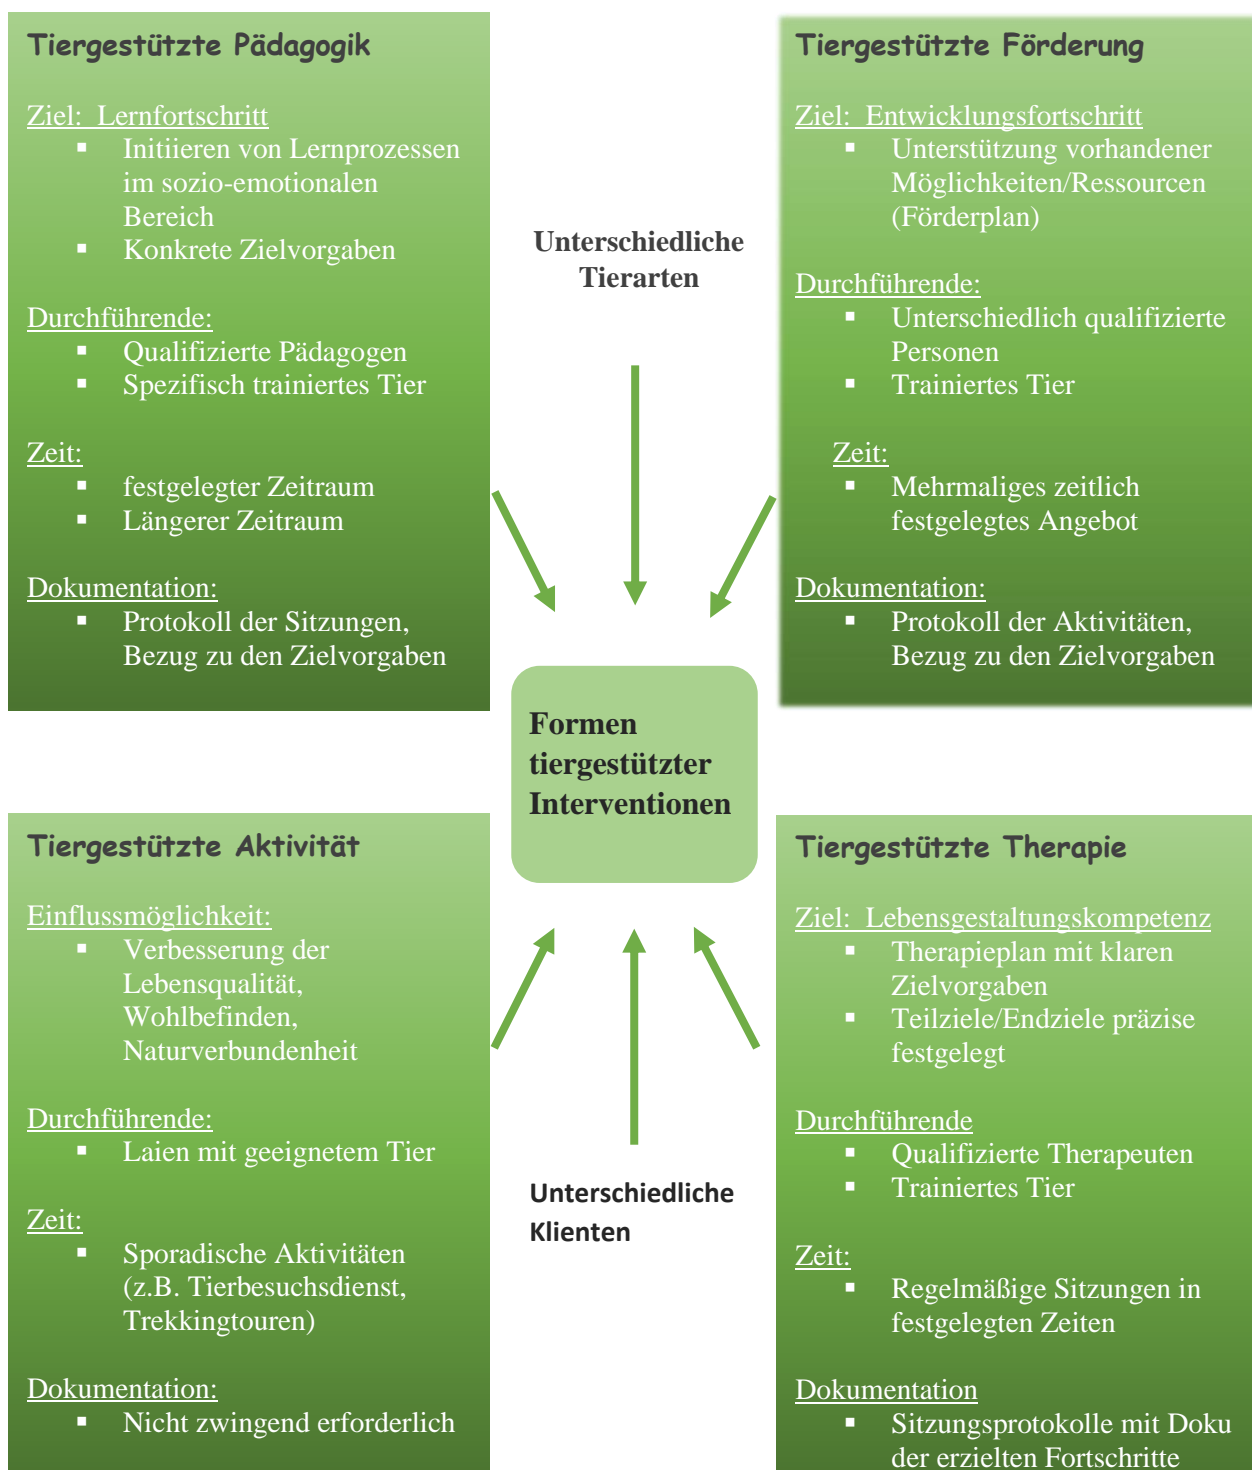 Tiergestützte Pädagogik
Ziel: Lernfortschritt
▪ Initiieren von Lernprozessen
im sozio-emotionalen
Bereich
▪ Konkrete Zielvorgaben
Durchführende:
▪ Qualifizierte Pädagogen
▪ Spezifisch trainiertes Tier
Zeit:
▪ festgelegter Zeitraum
▪ Längerer Zeitraum
Dokumentation:
▪ Protokoll der Sitzungen,
Bezug zu den Zielvorgaben
Unterschiedliche
Tierarten
Tiergestützte Förderung
Ziel: Entwicklungsfortschritt
▪ Unterstützung vorhandener
Möglichkeiten/Ressourcen
(Förderplan)
Durchführende:
▪ Unterschiedlich qualifizierte
Personen
▪ Trainiertes Tier
Zeit:
▪ Mehrmaliges zeitlich
festgelegtes Angebot
Dokumentation:
▪ Protokoll der Aktivitäten,
Bezug zu den Zielvorgaben
Formen
tiergestützter
Interventionen
Tiergestützte Aktivität
Einflussmöglichkeit:
▪ Verbesserung der
Lebensqualität,
Wohlbefinden,
Naturverbundenheit
Durchführende:
▪ Laien mit geeignetem Tier
Zeit:
▪ Sporadische Aktivitäten
(z.B. Tierbesuchsdienst,
Trekkingtouren)
Dokumentation:
▪ Nicht zwingend erforderlich
Unterschiedliche
Klienten
Tiergestützte Therapie
Ziel: Lebensgestaltungskompetenz
▪ Therapieplan mit klaren
Zielvorgaben
▪ Teilziele/Endziele präzise
festgelegt
Durchführende
▪ Qualifizierte Therapeuten
▪ Trainiertes Tier
Zeit:
▪ Regelmäßige Sitzungen in
festgelegten Zeiten
Dokumentation
▪ Sitzungsprotokolle mit Doku
der erzielten Fortschritte